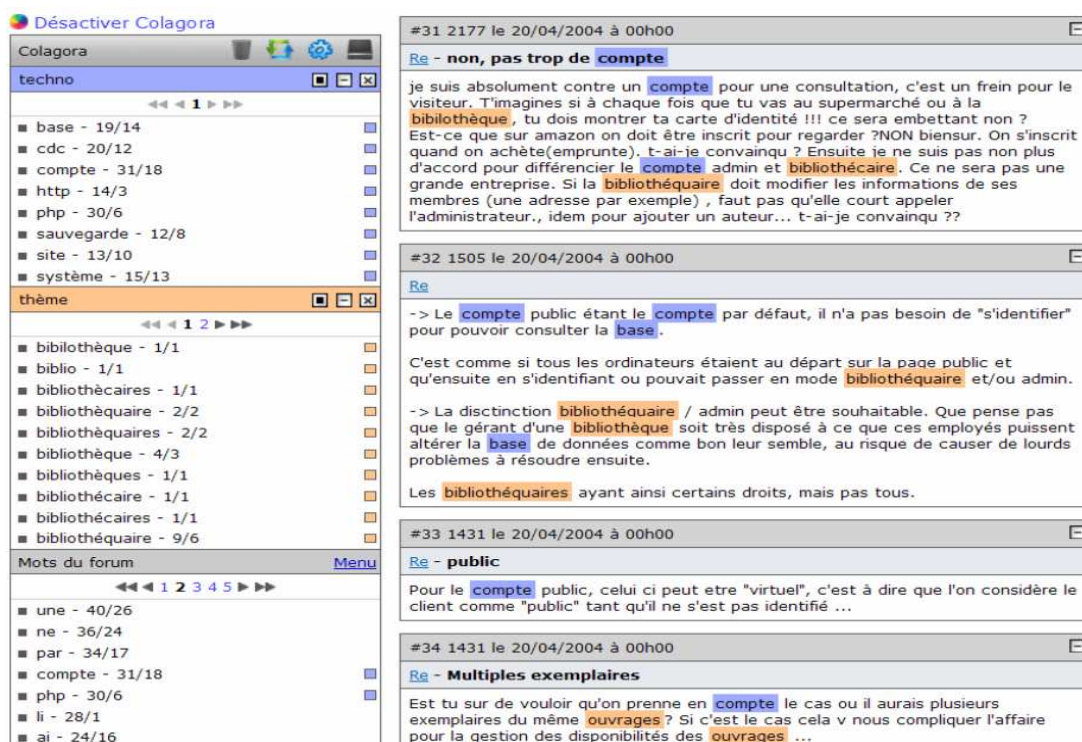 Désactiver Colagora
Colagora
techno
1
base - 19/14
cdc - 20/12
compte - 31/18
http - 14/3
php - 30/6
sauvegarde - 12/8
site - 13/10
système - 15/13
thème
1 2
bibilothèque - 1/1
biblio - 1/1
bibliothècaires - 1/1
bibliothèquaire - 2/2
bibliothèquaires - 2/2
bibliothèque - 4/3
bibliothèques - 1/1
bibliothécaire - 1/1
bibliothécaires - 1/1
bibliothéquaire - 9/6
Mots du forum Menu
1 2 3 4 5
une - 40/26
ne - 36/24
par - 34/17
compte - 31/18
php - 30/6
li - 28/1
ai - 24/16
#31 2177 le 20/04/2004 à 00h00
Re - non, pas trop de compte
je suis absolument contre un compte pour une consultation, c'est un frein pour le
visiteur. T'imagines si à chaque fois que tu vas au supermarché ou à la
bibilothèque, tu dois montrer ta carte d'identité !!! ce sera embettant non ?
Est-ce que sur amazon on doit être inscrit pour regarder ?NON biensur. On s'inscrit
quand on achète(emprunte). t-ai-je convainqu ? Ensuite je ne suis pas non plus
d'accord pour différencier le compte admin et bibliothécaire. Ce ne sera pas une
grande entreprise. Si la bibliothéquaire doit modifier les informations de ses
membres (une adresse par exemple) , faut pas qu'elle court appeler
l'administrateur., idem pour ajouter un auteur... t-ai-je convainqu ??
#32 1505 le 20/04/2004 à 00h00
Re
-> Le compte public étant le compte par défaut, il n'a pas besoin de "s'identifier"
pour pouvoir consulter la base.
C'est comme si tous les ordinateurs étaient au départ sur la page public et
qu'ensuite en s'identifiant ou pouvait passer en mode bibliothéquaire et/ou admin.
-> La disctinction bibliothéquaire / admin peut être souhaitable. Que pense pas
que le gérant d'une bibliothèque soit très disposé à ce que ces employés puissent
altérer la base de données comme bon leur semble, au risque de causer de lourds
problèmes à résoudre ensuite.
Les bibliothéquaires ayant ainsi certains droits, mais pas tous.
#33 1431 le 20/04/2004 à 00h00
Re - public
Pour le compte public, celui ci peut etre "virtuel", c'est à dire que l'on considère le
client comme "public" tant qu'il ne s'est pas identifié ...
#34 1431 le 20/04/2004 à 00h00
Re - Multiples exemplaires
Est tu sur de vouloir qu'on prenne en compte le cas ou il aurais plusieurs
exemplaires du même ouvrages? Si c'est le cas cela v nous compliquer l'affaire
pour la gestion des disponibilités des ouvrages ...